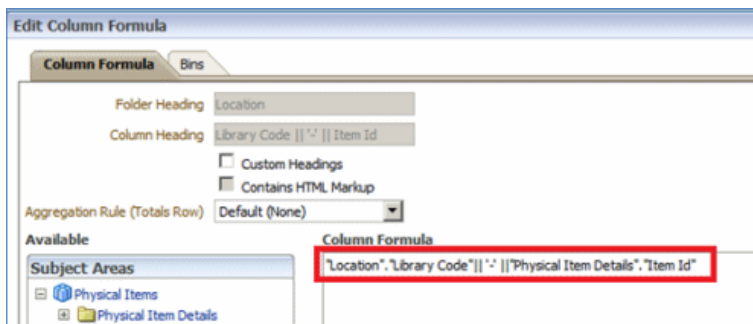 Edit Column Formula
Column Formula
Bins
Folder Heading
Location
Column Heading
Library Code || '-' || Item Id
Custom Headings
Contains HTML Markup
Aggregation Rule (Totals Row)
Default (None)
Available
Column Formula
Subject Areas
"Location"."Library Code"|| '-' ||"Physical Item Details"."Item Id"
Physical Items
Physical Item Details